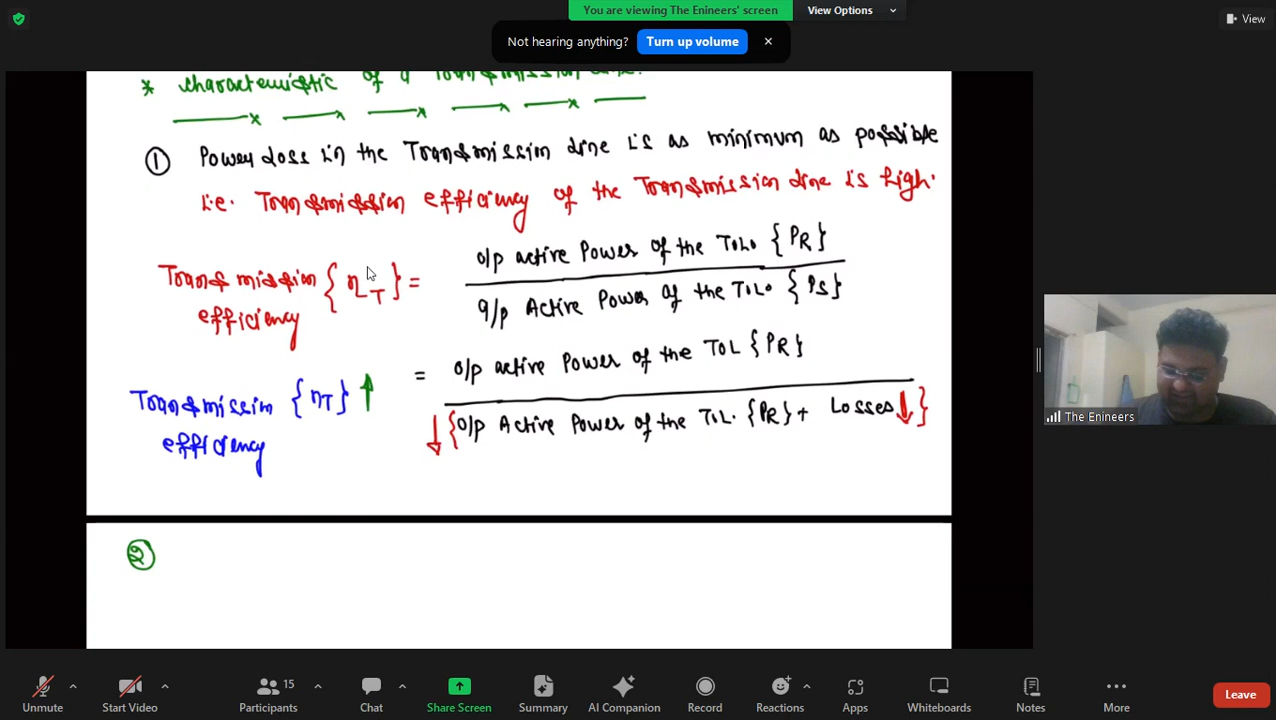 You are viewing The Enineers' screen
View Options
View
Not hearing anything?
Turn up volume
* characteristic of a Transmission Line.
① Power Loss in the Transmission Line is as minimum as possible
i.e. Transmission efficiency of the Transmission Line is high.
Transmission efficiency {ηT} = o/p active Power of the T.L. {PR} / i/p Active Power of the T.L. {PS}
= o/p active Power of the T.L {PR} / ↓{o/p Active Power of the T.L. {PR} + Losses↓}
Transmission efficiency {ηT} ↑
②
The Enineers
Unmute
Start Video
15
Participants
Chat
Share Screen
Summary
AI Companion
Record
Reactions
Apps
Whiteboards
Notes
More
Leave